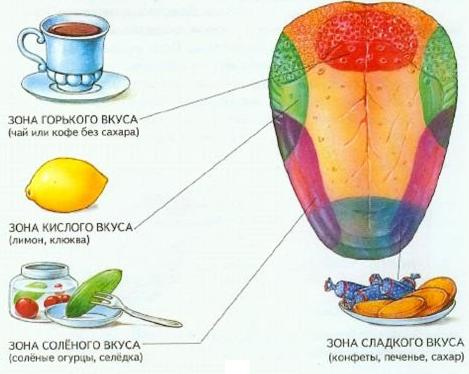 ЗОНА ГОРЬКОГО ВКУСА
(чай или кофе без сахара)
ЗОНА КИСЛОГО ВКУСА
(лимон, клюква)
ЗОНА СОЛЁНОГО ВКУСА
(солёные огурцы, селёдка)
ЗОНА СЛАДКОГО ВКУСА
(конфеты, печенье, сахар)